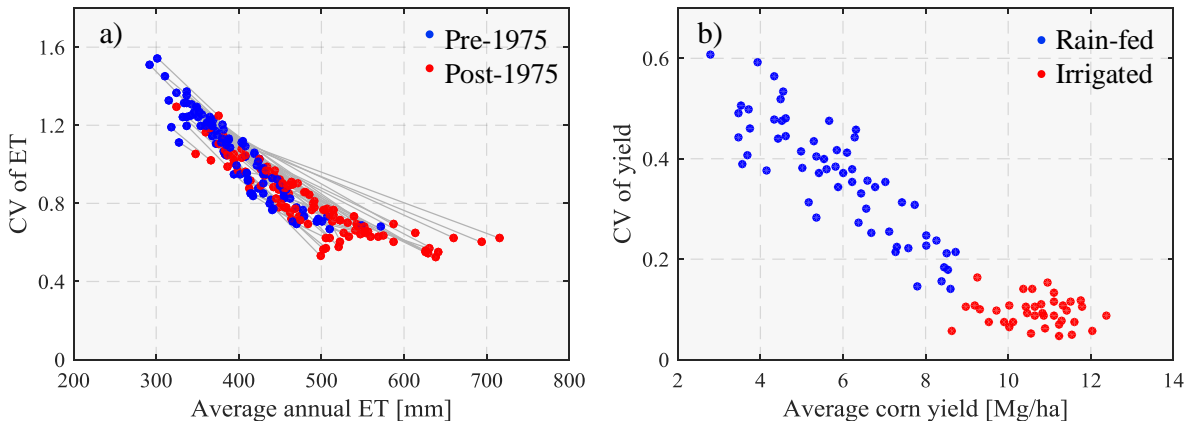 a)
Pre-1975
Post-1975
1.6
1.2
0.8
0.4
0
CV of ET
200 300 400 500 600 700 800
Average annual ET [mm]
b)
Rain-fed
Irrigated
0.6
0.4
0.2
0
CV of yield
2 4 6 8 10 12 14
Average corn yield [Mg/ha]